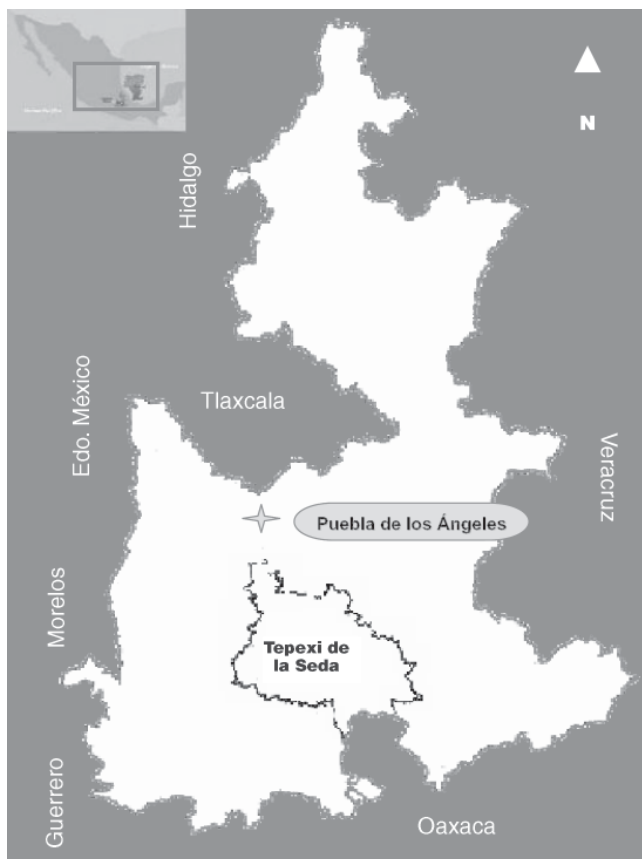 N
Hidalgo
Edo. México
Tlaxcala
Veracruz
Puebla de los Ángeles
Morelos
Tepexi de
la Seda
Guerrero
Oaxaca